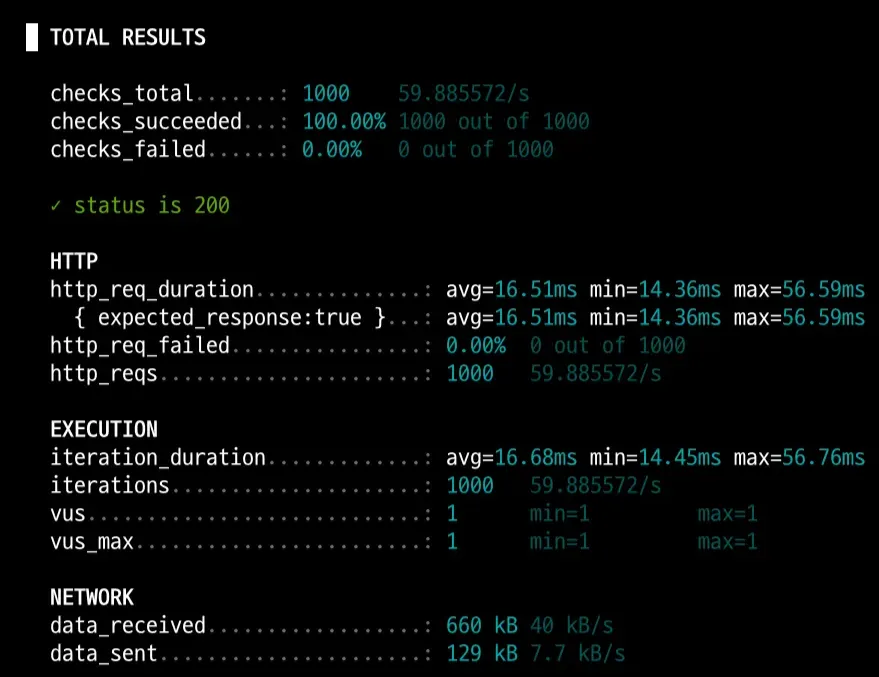 TOTAL RESULTS
checks_total.......: 1000 59.885572/s
checks_succeeded...: 100.00% 1000 out of 1000
checks_failed......: 0.00% 0 out of 1000
✓ status is 200
HTTP
http_req_duration..............: avg=16.51ms min=14.36ms max=56.59ms
{ expected_response:true }...: avg=16.51ms min=14.36ms max=56.59ms
http_req_failed................: 0.00% 0 out of 1000
http_reqs......................: 1000 59.885572/s
EXECUTION
iteration_duration.............: avg=16.68ms min=14.45ms max=56.76ms
iterations.....................: 1000 59.885572/s
vus............................: 1 min=1 max=1
vus_max........................: 1 min=1 max=1
NETWORK
data_received..................: 660 kB 40 kB/s
data_sent......................: 129 kB 7.7 kB/s